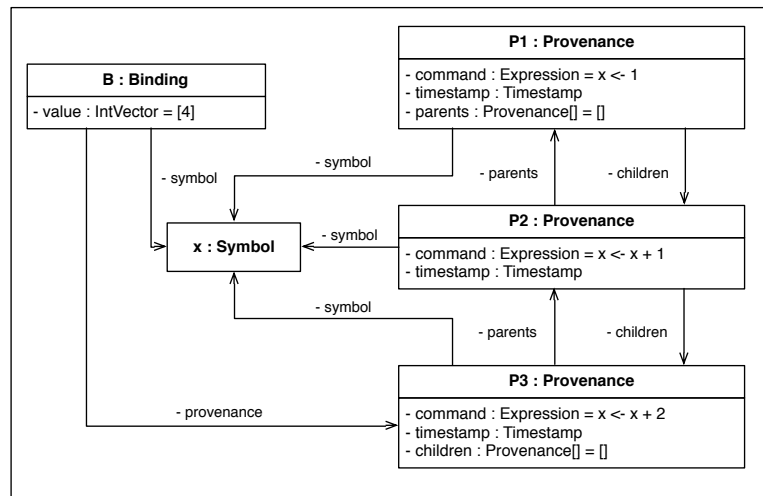 P1 : Provenance
- command : Expression = x <- 1
- timestamp : Timestamp
- parents : Provenance[] = []
B : Binding
- value : IntVector = [4]
- symbol
- symbol
- parents
- children
x : Symbol
- symbol
P2 : Provenance
- command : Expression = x <- x + 1
- timestamp : Timestamp
- symbol
- parents
- children
P3 : Provenance
- command : Expression = x <- x + 2
- timestamp : Timestamp
- children : Provenance[] = []
- provenance